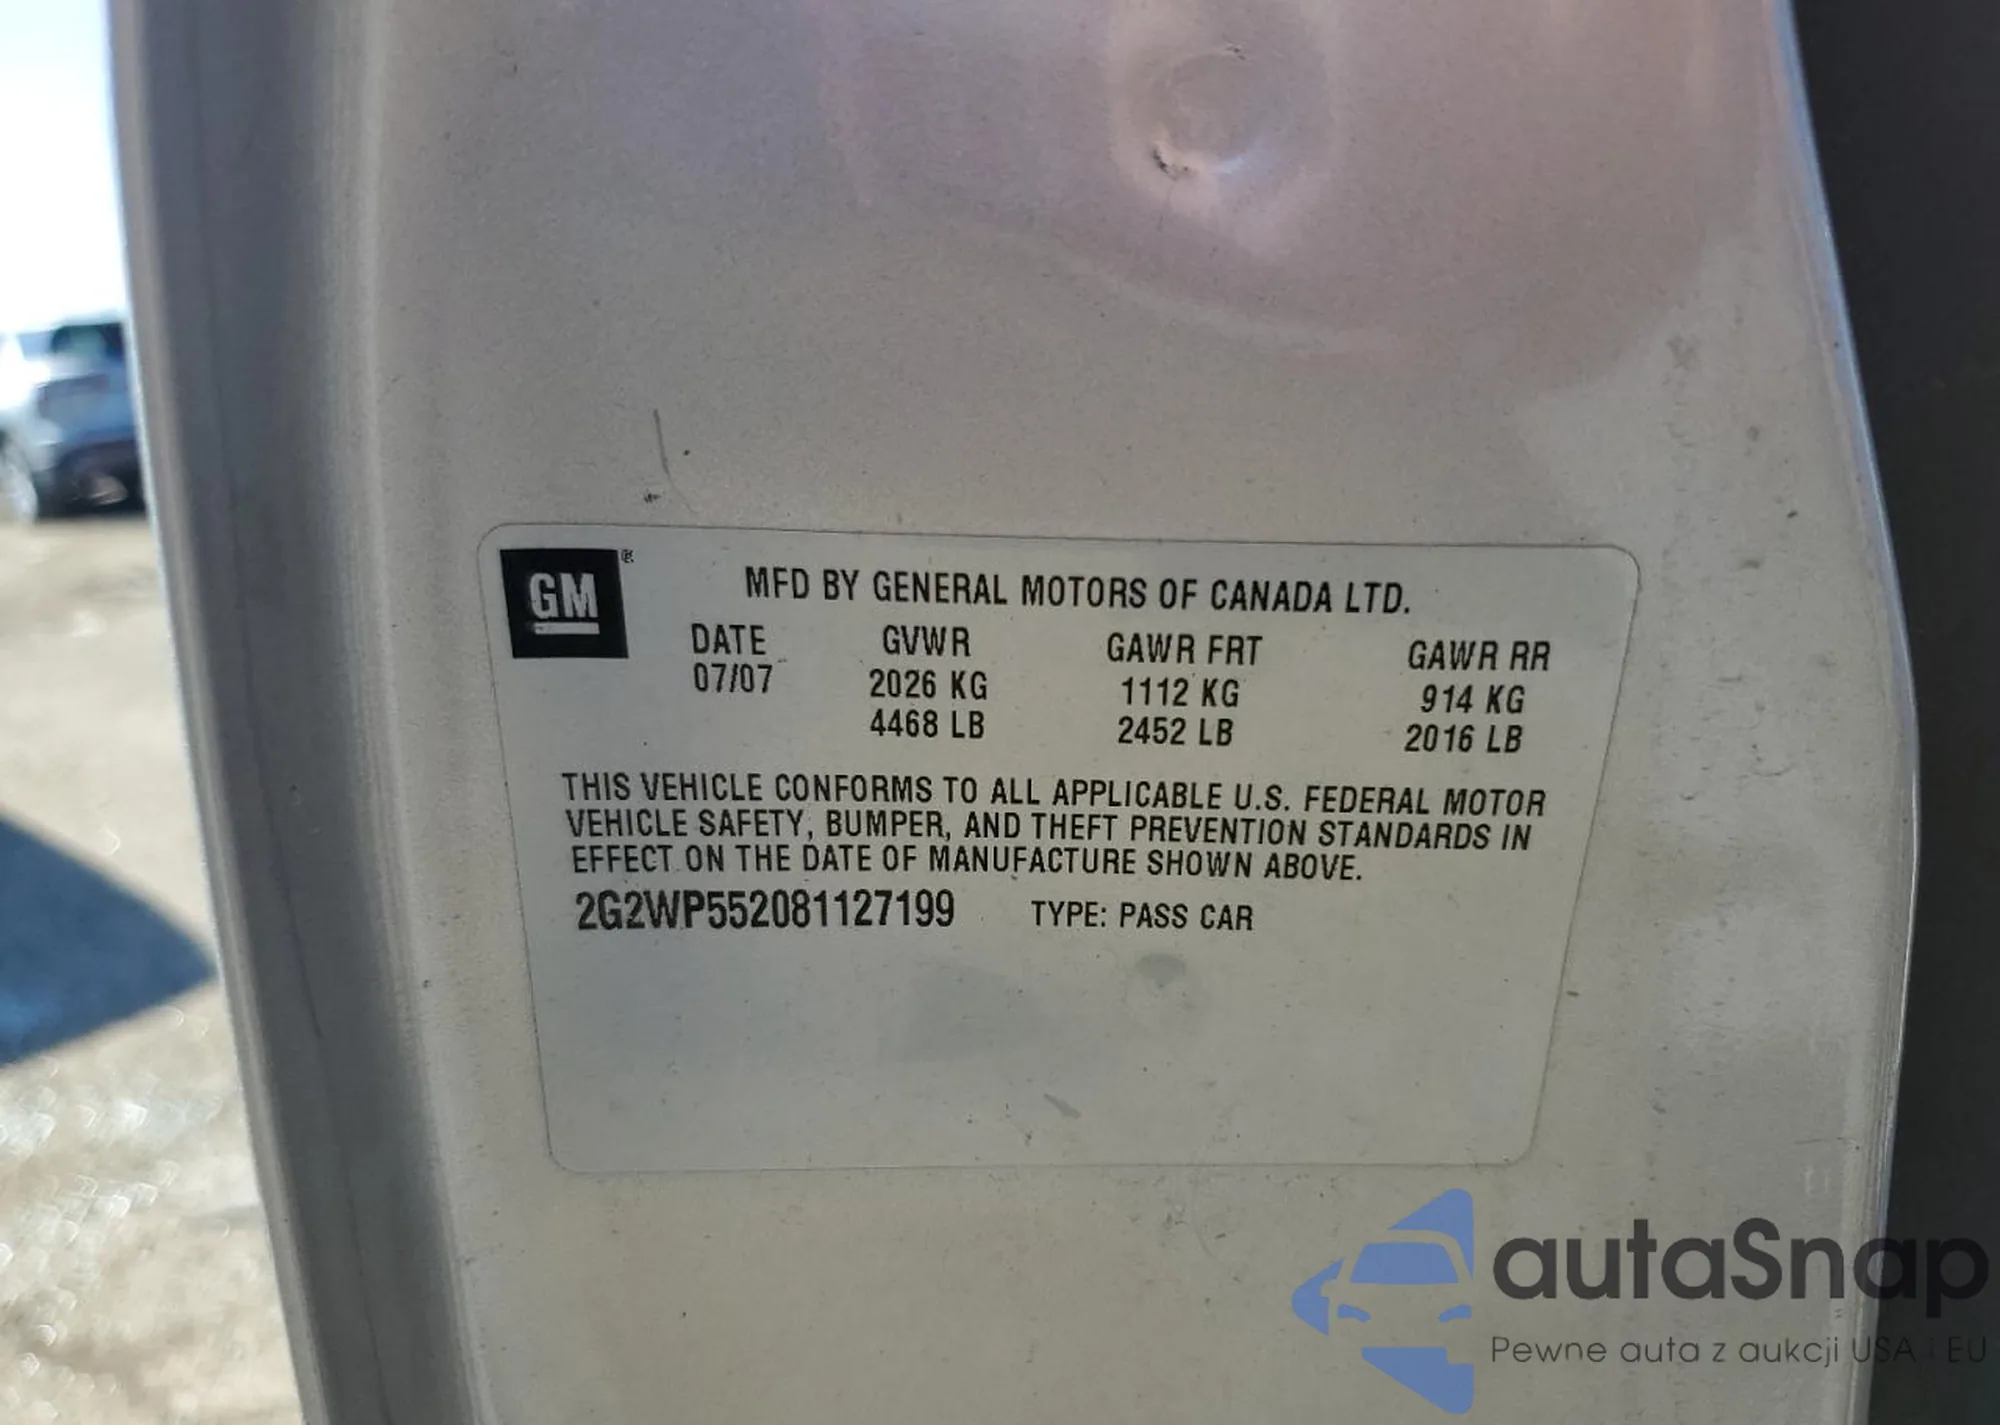 GM ®
MFD BY GENERAL MOTORS OF CANADA LTD.
DATE GVWR GAWR FRT GAWR RR
07/07 2026 KG 1112 KG 914 KG
4468 LB 2452 LB 2016 LB
THIS VEHICLE CONFORMS TO ALL APPLICABLE U.S. FEDERAL MOTOR
VEHICLE SAFETY, BUMPER, AND THEFT PREVENTION STANDARDS IN
EFFECT ON THE DATE OF MANUFACTURE SHOWN ABOVE.
2G2WP552081127199 TYPE: PASS CAR
autaSnap
Pewne auta z aukcji USA i EU